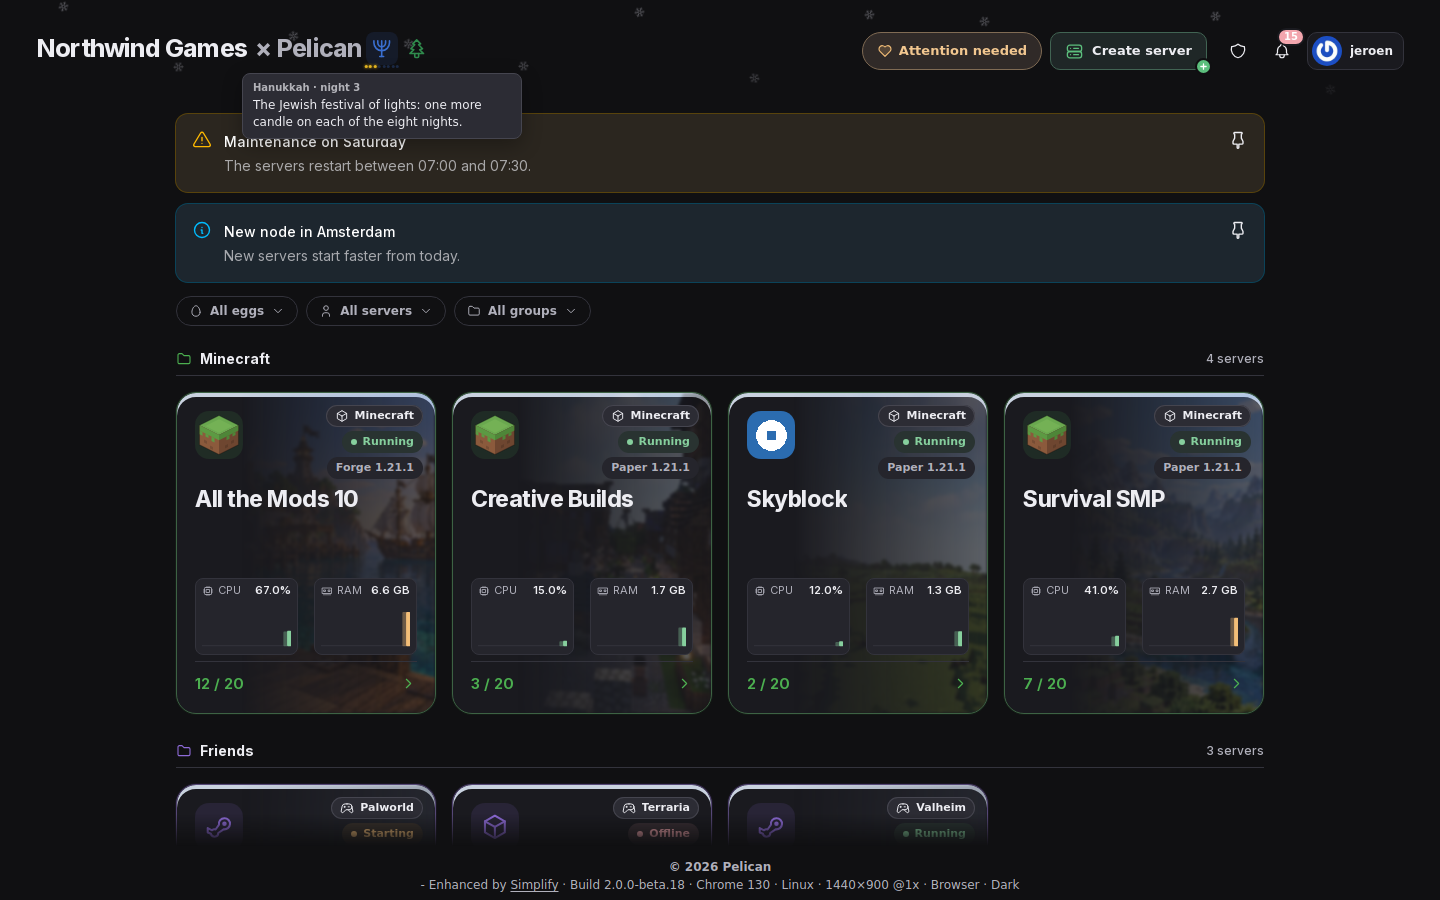 Northwind Games × Pelican
Attention needed
Create server
15
jeroen
Hanukkah · night 3
The Jewish festival of lights: one more
candle on each of the eight nights.
Maintenance on Saturday
The servers restart between 07:00 and 07:30.
New node in Amsterdam
New servers start faster from today.
All eggs
All servers
All groups
Minecraft
4 servers
Minecraft
Running
Forge 1.21.1
All the Mods 10
CPU 67.0%
RAM 6.6 GB
12 / 20
Minecraft
Running
Paper 1.21.1
Creative Builds
CPU 15.0%
RAM 1.7 GB
3 / 20
Minecraft
Running
Paper 1.21.1
Skyblock
CPU 12.0%
RAM 1.3 GB
2 / 20
Minecraft
Running
Paper 1.21.1
Survival SMP
CPU 41.0%
RAM 2.7 GB
7 / 20
Friends
3 servers
Palworld
Starting
Terraria
Offline
Valheim
Running
© 2026 Pelican
- Enhanced by Simplify · Build 2.0.0-beta.18 · Chrome 130 · Linux · 1440×900 @1x · Browser · Dark